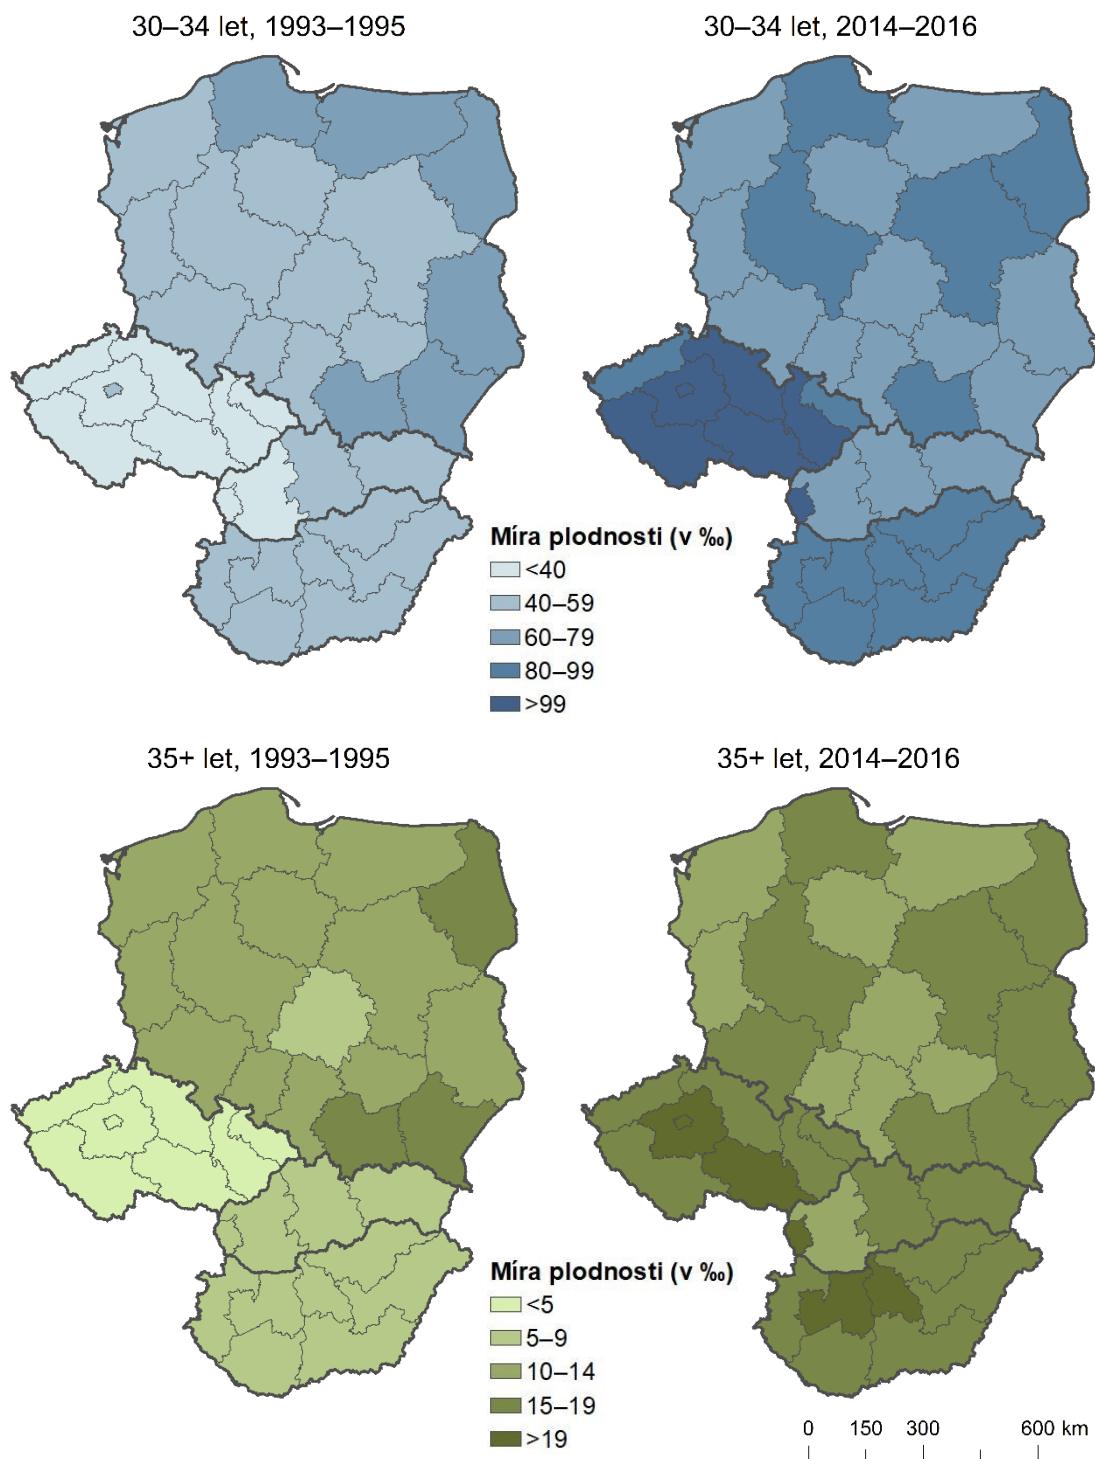 30–34 let, 1993–1995
30–34 let, 2014–2016
Míra plodnosti (v ‰)
<40
40–59
60–79
80–99
>99
35+ let, 1993–1995
35+ let, 2014–2016
Míra plodnosti (v ‰)
<5
5–9
10–14
15–19
>19
0 150 300 600 km